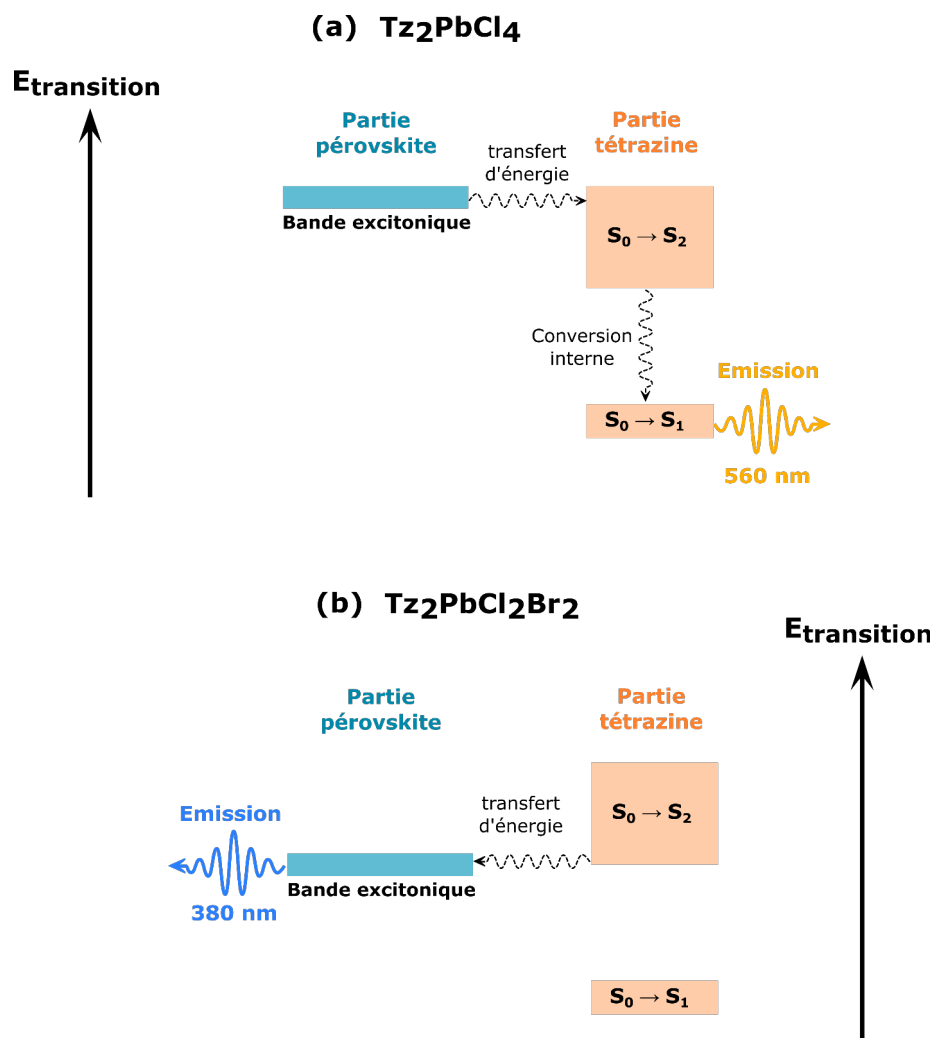 (a) Tz₂PbCl₄
Etransition
Partie
pérovskite
transfert
d'énergie
Partie
tétrazine
Bande excitonique
S₀ → S₂
Conversion
interne
S₀ → S₁
Emission
560 nm
(b) Tz₂PbCl₂Br₂
Etransition
Partie
pérovskite
Partie
tétrazine
Emission
380 nm
transfert
d'énergie
Bande excitonique
S₀ → S₂
S₀ → S₁